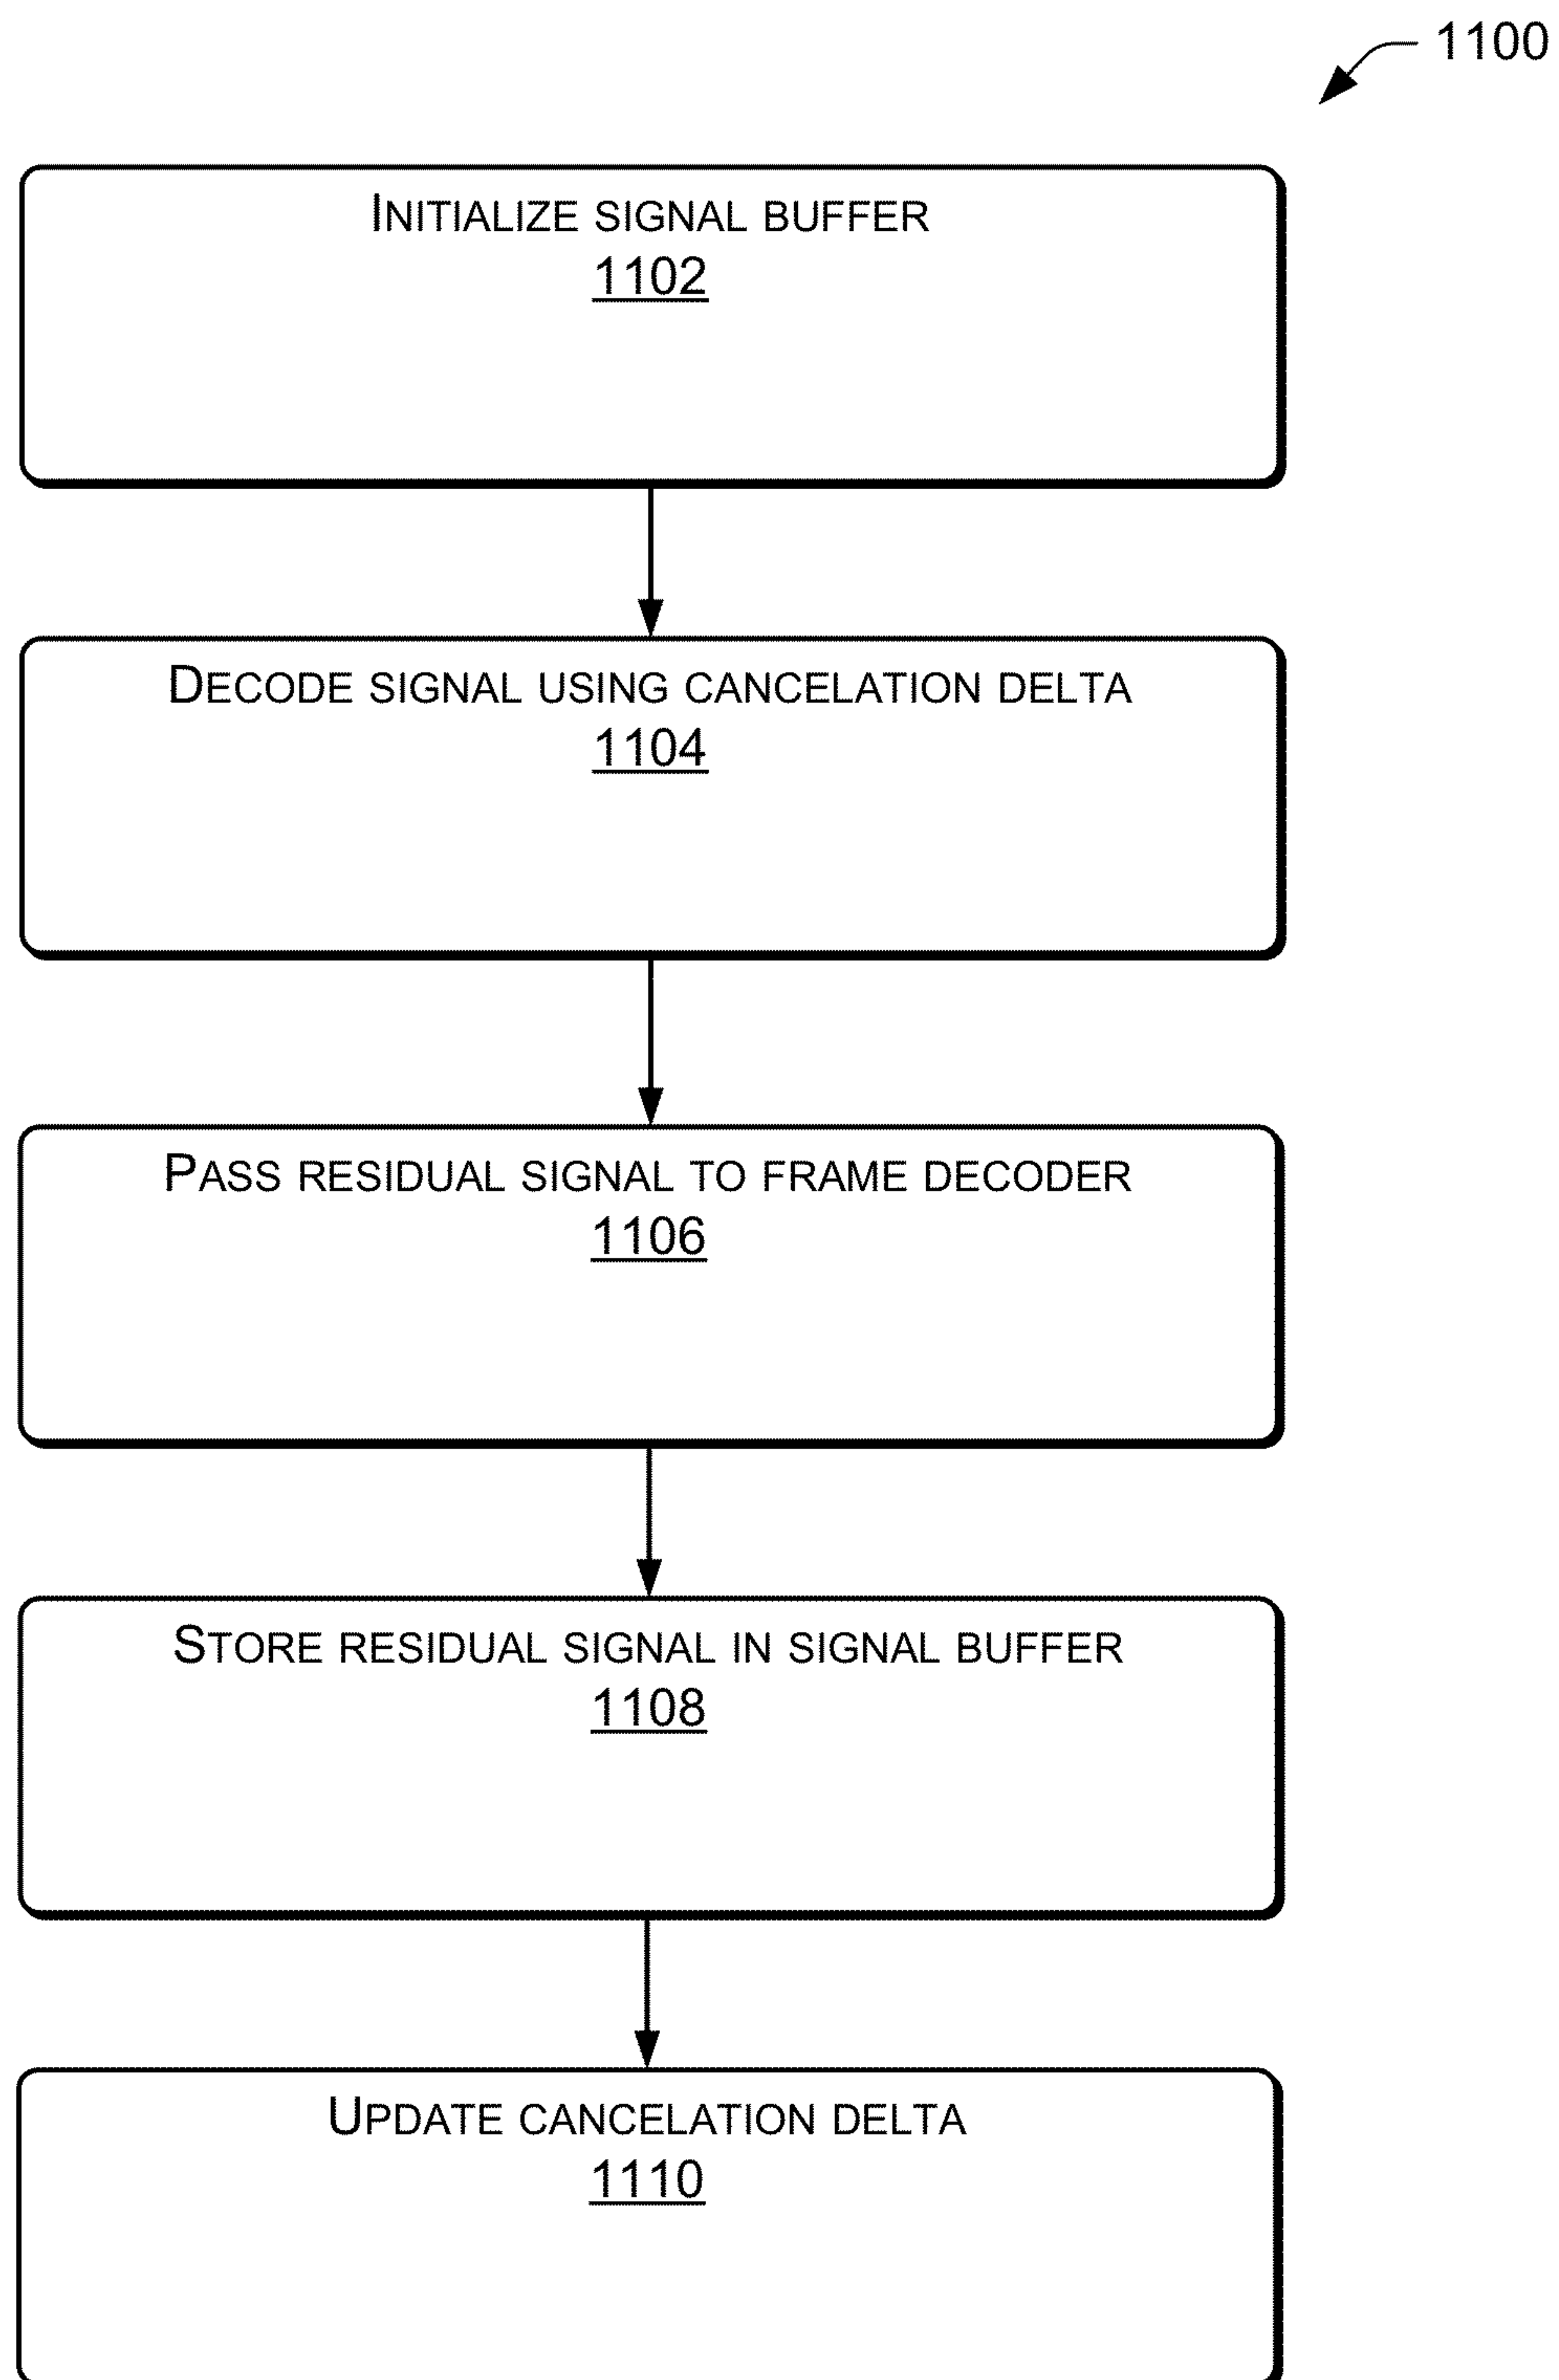 1100
INITIALIZE SIGNAL BUFFER
1102
DECODE SIGNAL USING CANCELATION DELTA
1104
PASS RESIDUAL SIGNAL TO FRAME DECODER
1106
STORE RESIDUAL SIGNAL IN SIGNAL BUFFER
1108
UPDATE CANCELATION DELTA
1110